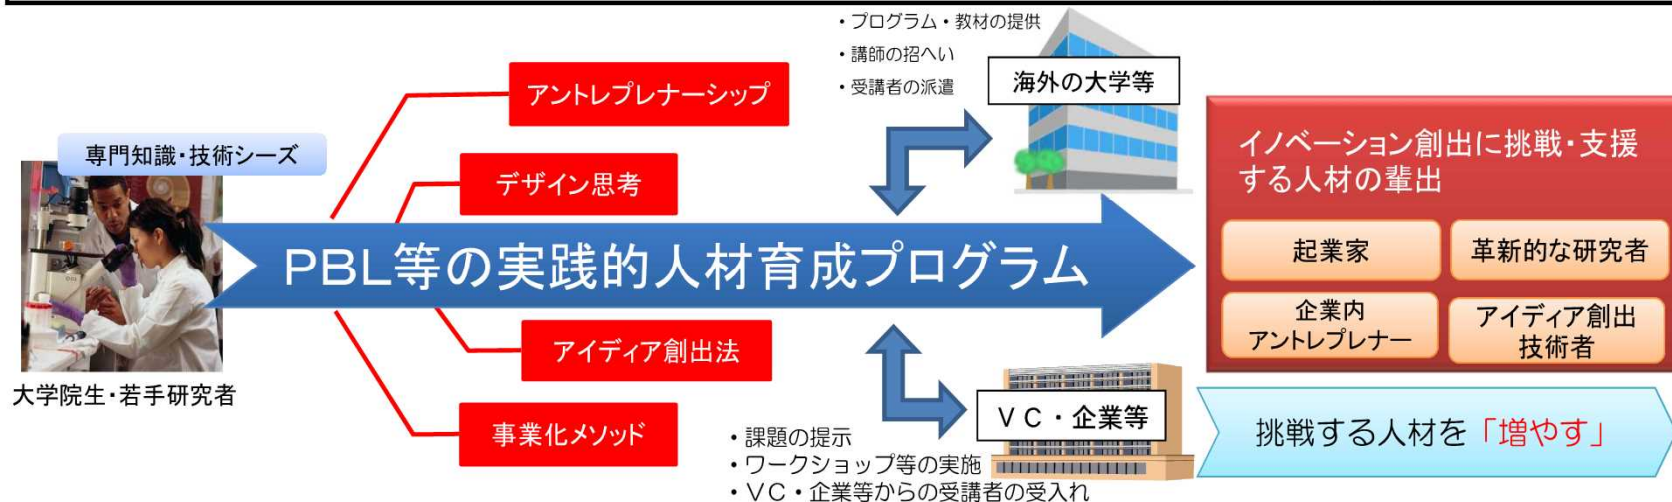 専門知識・技術シーズ
大学院生・若手研究者
アントレプレナーシップ
デザイン思考
PBL等の実践的人材育成プログラム
アイディア創出法
事業化メソッド
・プログラム・教材の提供
・講師の招へい
・受講者の派遣
海外の大学等
VC・企業等
・課題の提示
・ワークショップ等の実施
・VC・企業等からの受講者の受入れ
イノベーション創出に挑戦・支援
する人材の輩出
起業家
革新的な研究者
企業内
アントレプレナー
アイディア創出
技術者
挑戦する人材を「増やす」